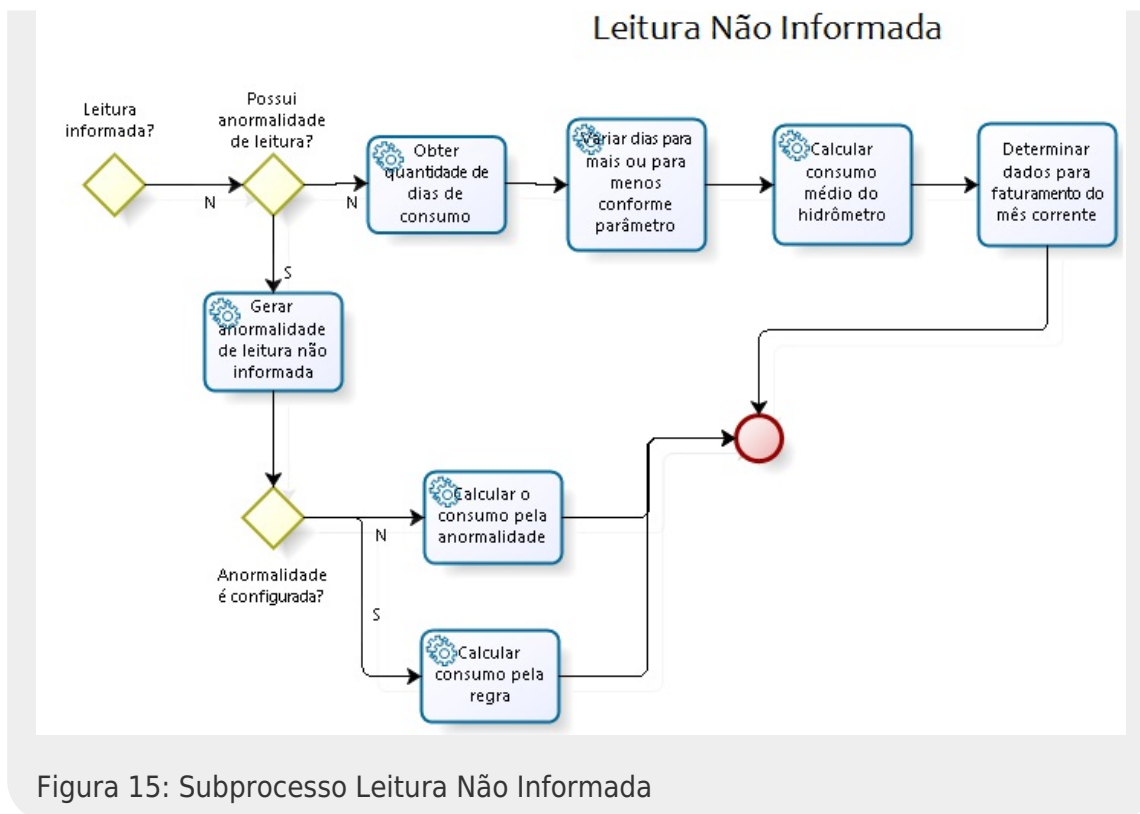 Leitura Não Informada
Leitura
informada?
Possui
anormalidade
de leitura?
N
N
Obter
quantidade de
dias de
consumo
Variar dias para
mais ou para
menos
conforme
parâmetro
Calcular
consumo
médio do
hidrômetro
Determinar
dados para
faturamento do
mês corrente
S
Gerar
anormalidade
de leitura não
informada
Anormalidade
é configurada?
N
Calcular o
consumo pela
anormalidade
S
Calcular
consumo pela
regra
Figura 15: Subprocesso Leitura Não Informada